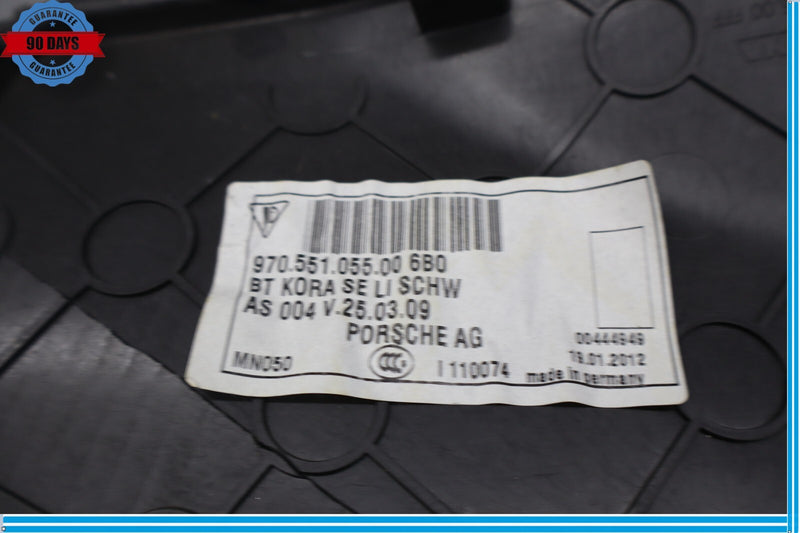 GUARANTEE
90 DAYS
GUARANTEE
970.551.055.00 6B0
BT KORA SE LI SCHW
AS 004 V-25.03.09
PORSCHE AG
00444949
MN050
CCC
I 110074
19.01.2012
made in germany